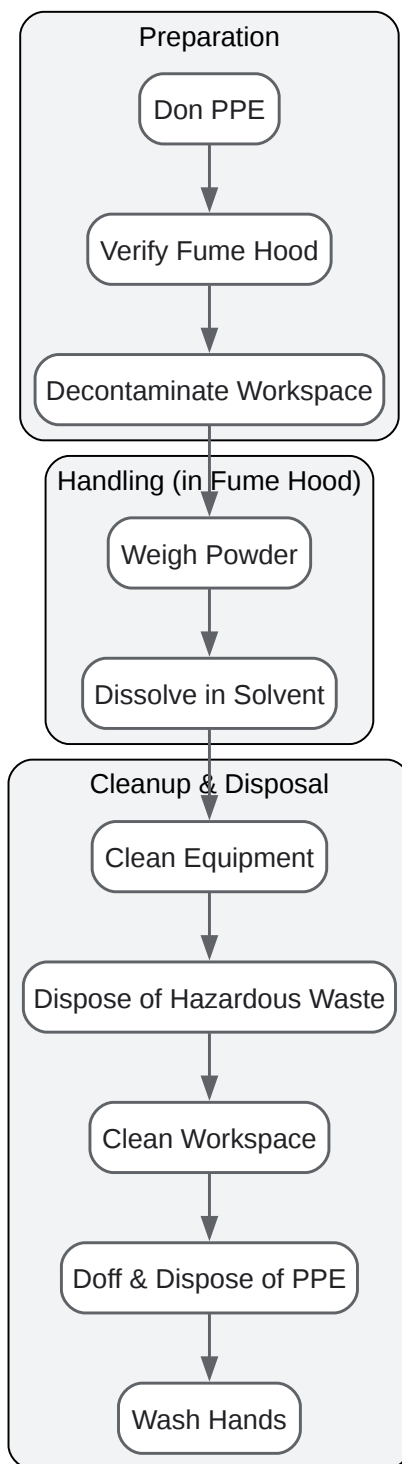 Preparation
Don PPE
Verify Fume Hood
Decontaminate Workspace
Handling (in Fume Hood)
Weigh Powder
Dissolve in Solvent
Cleanup & Disposal
Clean Equipment
Dispose of Hazardous Waste
Clean Workspace
Doff & Dispose of PPE
Wash Hands